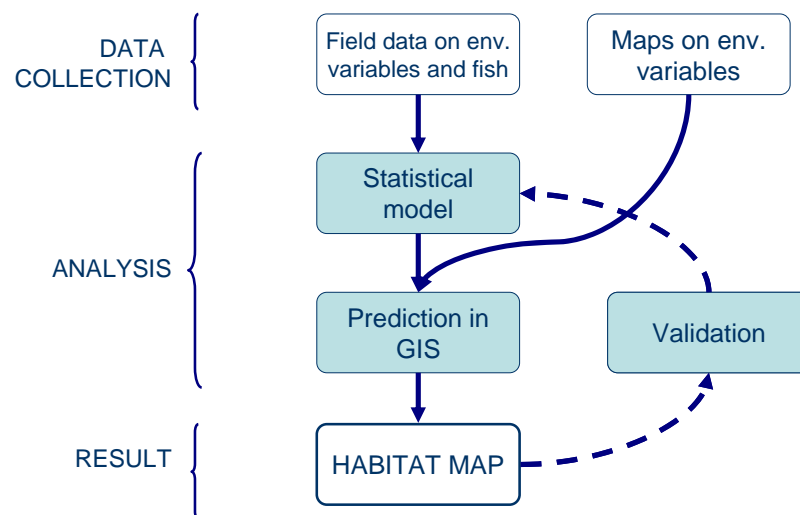 DATA
COLLECTION
Field data on env.
variables and fish
Maps on env.
variables
ANALYSIS
Statistical
model
Prediction in
GIS
Validation
RESULT
HABITAT MAP